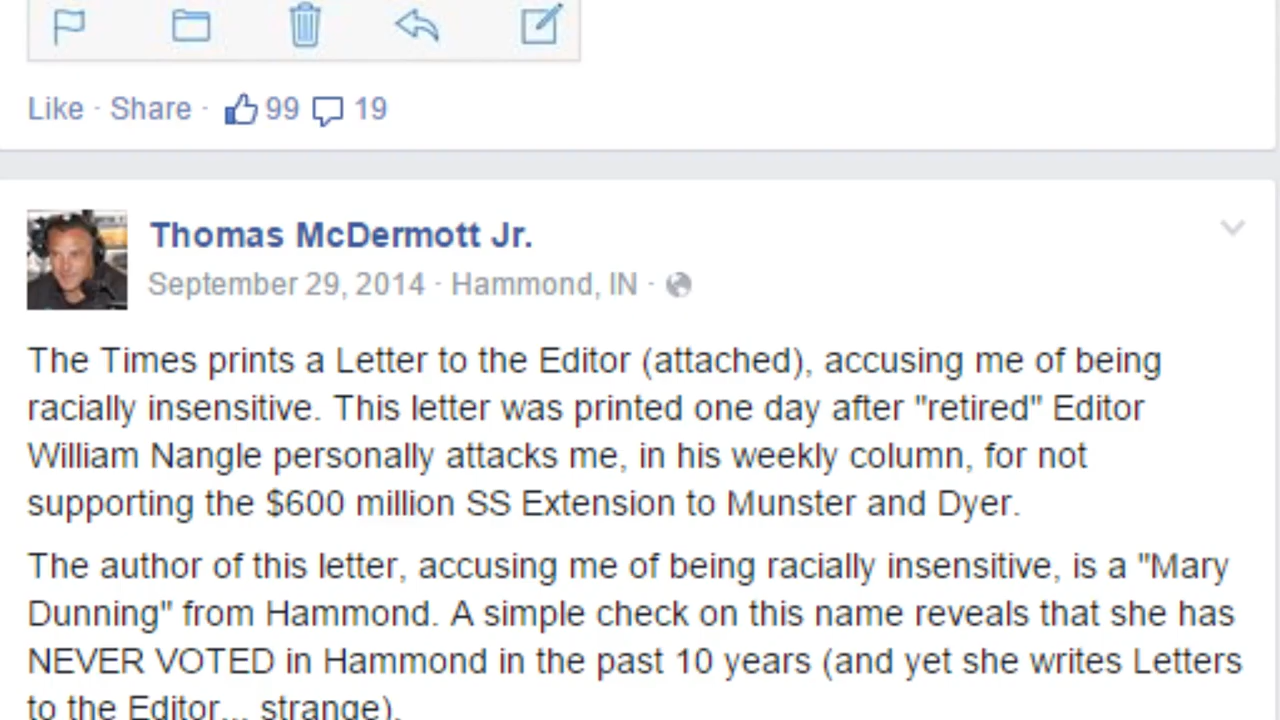 Like · Share · 99 19
Thomas McDermott Jr.
September 29, 2014 · Hammond, IN ·
The Times prints a Letter to the Editor (attached), accusing me of being
racially insensitive. This letter was printed one day after "retired" Editor
William Nangle personally attacks me, in his weekly column, for not
supporting the $600 million SS Extension to Munster and Dyer.
The author of this letter, accusing me of being racially insensitive, is a "Mary
Dunning" from Hammond. A simple check on this name reveals that she has
NEVER VOTED in Hammond in the past 10 years (and yet she writes Letters
to the Editor... strange).